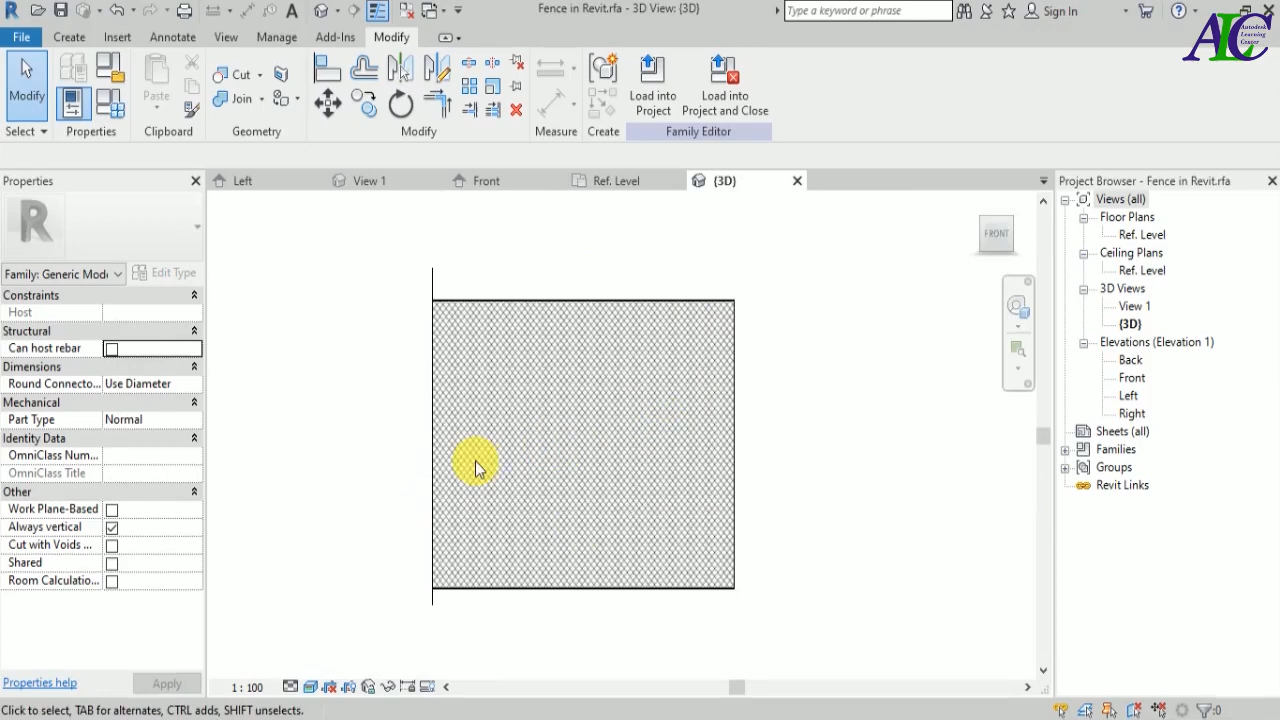 Fence in Revit.rfa - 3D View: {3D}
Type a keyword or phrase
Sign In
ALC
Autodesk
Learning
Center
File
Create
Insert
Annotate
View
Manage
Add-Ins
Modify
Modify
Paste
Cut
Join
Load into
Project
Load into
Project and Close
Select
Properties
Clipboard
Geometry
Modify
Measure
Create
Family Editor
Properties
Left
View 1
Front
Ref. Level
{3D}
Project Browser - Fence in Revit.rfa
Family: Generic Mode
Edit Type
Constraints
Host
Structural
Can host rebar
Dimensions
Round Connecto...
Use Diameter
Mechanical
Part Type
Normal
Identity Data
OmniClass Num...
OmniClass Title
Other
Work Plane-Based
Always vertical
Cut with Voids ...
Shared
Room Calculatio...
Properties help
Apply
FRONT
Views (all)
Floor Plans
Ref. Level
Ceiling Plans
Ref. Level
3D Views
View 1
{3D}
Elevations (Elevation 1)
Back
Front
Left
Right
Sheets (all)
Families
Groups
Revit Links
1 : 100
Click to select, TAB for alternates, CTRL adds, SHIFT unselects.
:0